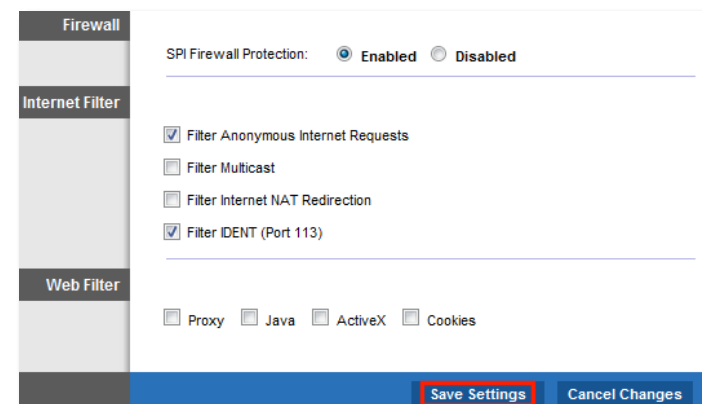 Firewall
SPI Firewall Protection: Enabled Disabled
Internet Filter
Filter Anonymous Internet Requests
Filter Multicast
Filter Internet NAT Redirection
Filter IDENT (Port 113)
Web Filter
Proxy Java ActiveX Cookies
Save Settings Cancel Changes